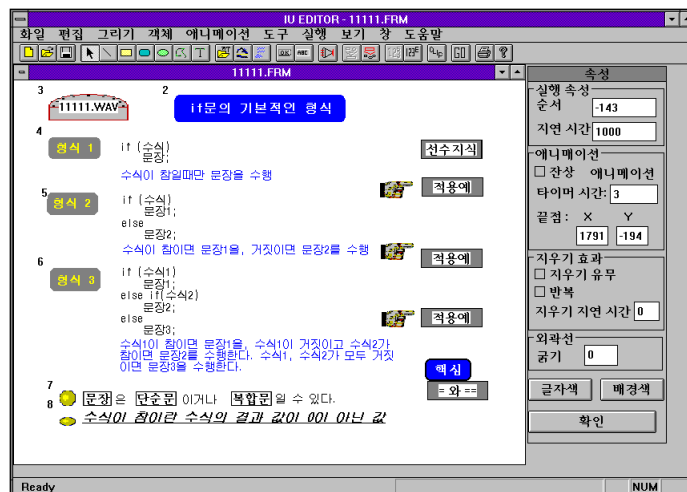 IU EDITOR - 11111.FRM
화일 편집 그리기 객체 애니메이션 도구 실행 보기 창 도움말
T OK ABC 123 123E GO ?
11111.FRM
3 2
11111.WAV
if문의 기본적인 형식
4
형식 1
if (수식)
문장;
선수지식
수식이 참일때만 문장을 수행
적용예
5
형식 2
if (수식)
문장1;
else
문장2;
수식이 참이면 문장1을, 거짓이면 문장2를 수행
적용예
6
형식 3
if (수식1)
문장1;
else if(수식2)
문장2;
else
문장3;
적용예
수식1이 참이면 문장1을, 수식1이 거짓이고 수식2가
참이면 문장2를 수행한다. 수식1, 수식2가 모두 거짓
이면 문장3을 수행한다.
핵심
= 와 ==
7
문장은 단순문 이거나 복합문일 수 있다.
8
수식이 참이란 수식의 결과 값이 0이 아닌 값
속성
실행 속성
순서 -143
지연 시간 1000
애니메이션
잔상 애니메이션
타이머 시간: 3
끝점: X Y
1791 -194
지우기 효과
지우기 유무
반복
지우기 지연 시간 0
외곽선
굵기 0
글자색 배경색
확인
Ready NUM